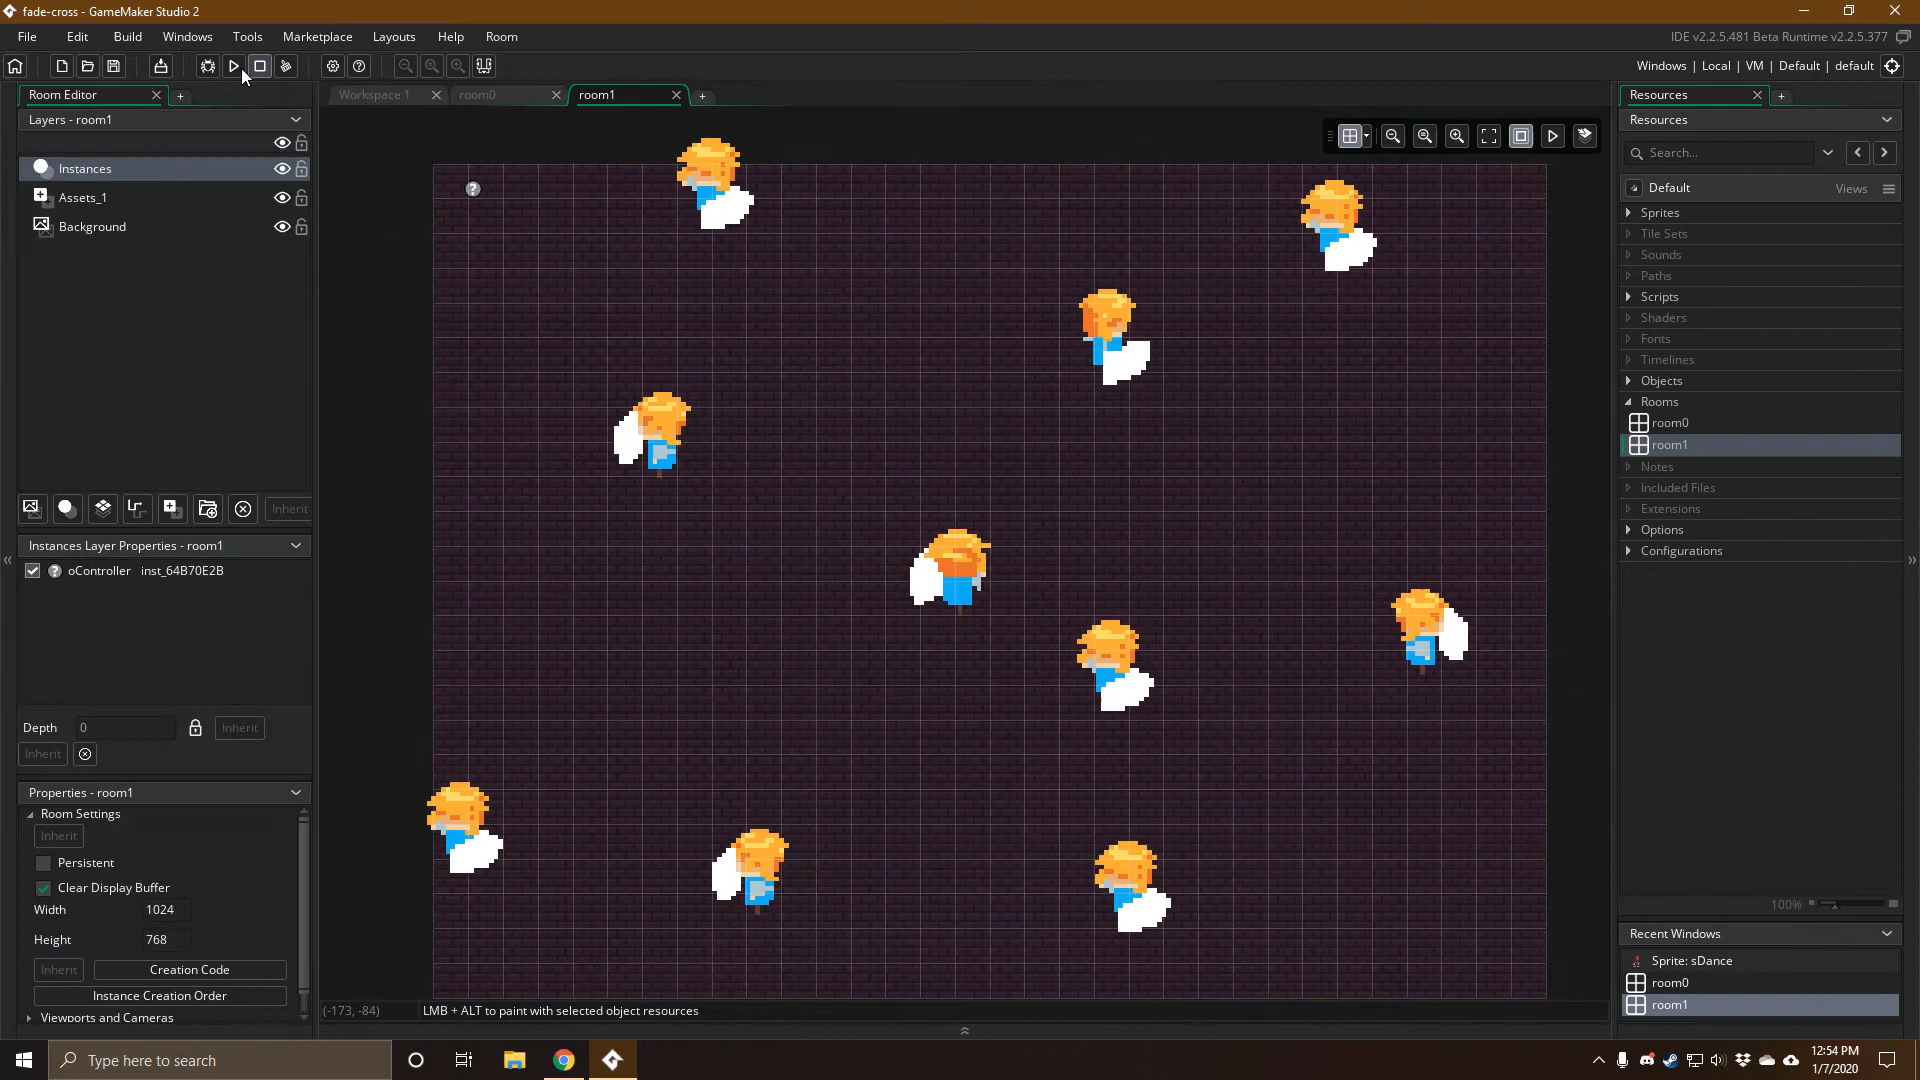 fade-cross - GameMaker Studio 2
File Edit Build Windows Tools Marketplace Layouts Help Room
IDE v2.2.5.481 Beta Runtime v2.2.5.377
Windows | Local | VM | Default | default
Room Editor
Workspace 1
room0
room1
Resources
Layers - room1
Resources
Search...
Instances
Assets_1
Background
Default
Views
Sprites
Tile Sets
Sounds
Paths
Scripts
Shaders
Fonts
Timelines
Objects
Rooms
room0
room1
Notes
Included Files
Extensions
Options
Configurations
Inherit
Instances Layer Properties - room1
oController inst_64B70E2B
Depth 0 Inherit
Inherit
Properties - room1
Room Settings
Inherit
Persistent
Clear Display Buffer
Width 1024
Height 768
Inherit Creation Code
Instance Creation Order
Viewports and Cameras
100%
Recent Windows
Sprite: sDance
room0
room1
(-173, -84)
LMB + ALT to paint with selected object resources
Type here to search
12:54 PM
1/7/2020